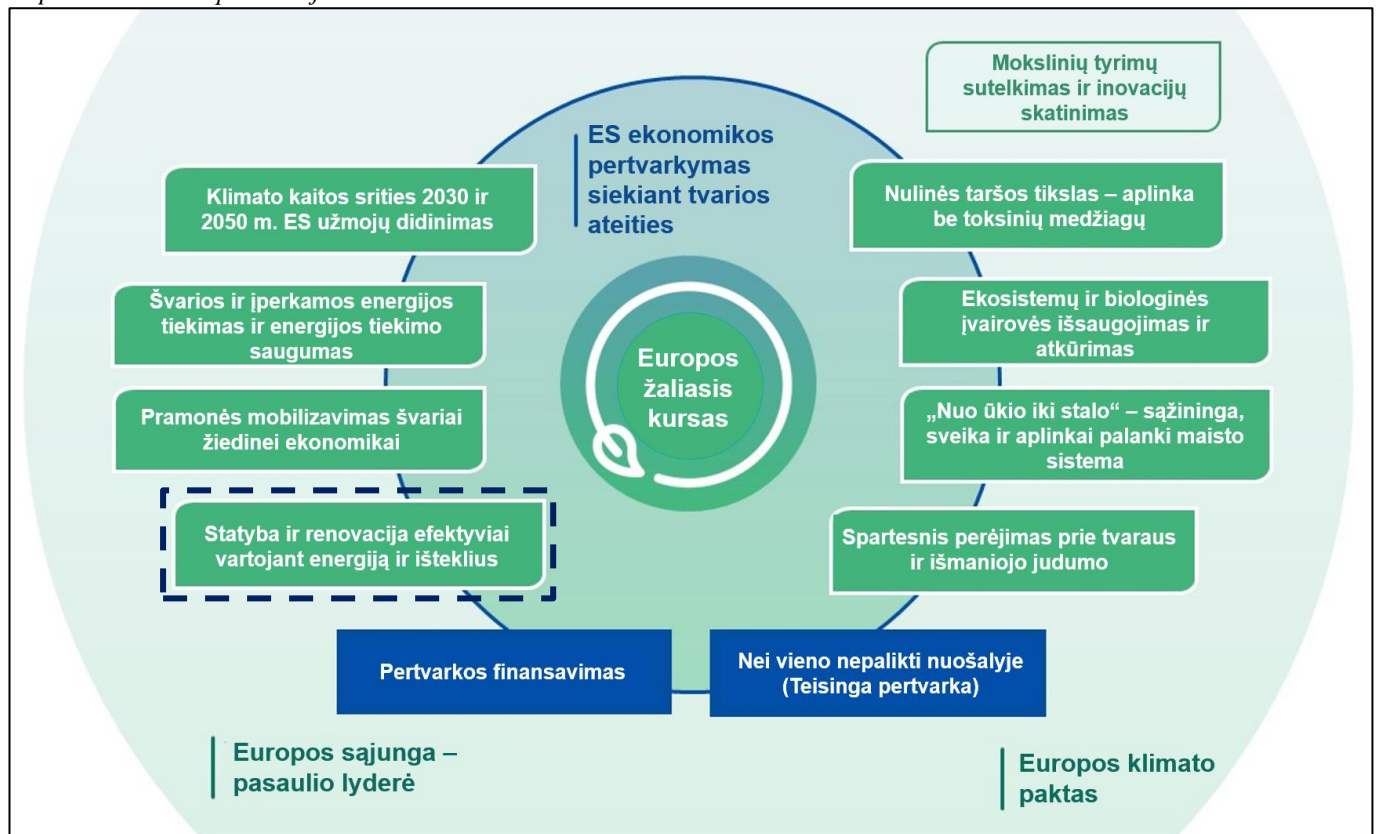 Mokslinių tyrimų
sutelkimas ir inovacijų
skatinimas
ES ekonomikos
pertvarkymas
siekiant tvarios
ateities
Klimato kaitos srities 2030 ir
2050 m. ES užmojų didinimas
Nulinės taršos tikslas – aplinka
be toksinių medžiagų
Švarios ir įperkamos energijos
tiekimas ir energijos tiekimo
saugumas
Ekosistemų ir biologinės
įvairovės išsaugojimas ir
atkūrimas
Europos
žaliasis
kursas
Pramonės mobilizavimas švariai
žiedinei ekonomikai
„Nuo ūkio iki stalo“ – sąžininga,
sveika ir aplinkai palanki maisto
sistema
Statyba ir renovacija efektyviai
vartojant energiją ir išteklius
Spartesnis perėjimas prie tvaraus
ir išmaniojo judumo
Pertvarkos finansavimas
Nei vieno nepalikti nuošalyje
(Teisinga pertvarka)
Europos sąjunga –
pasaulio lyderė
Europos klimato
paktas